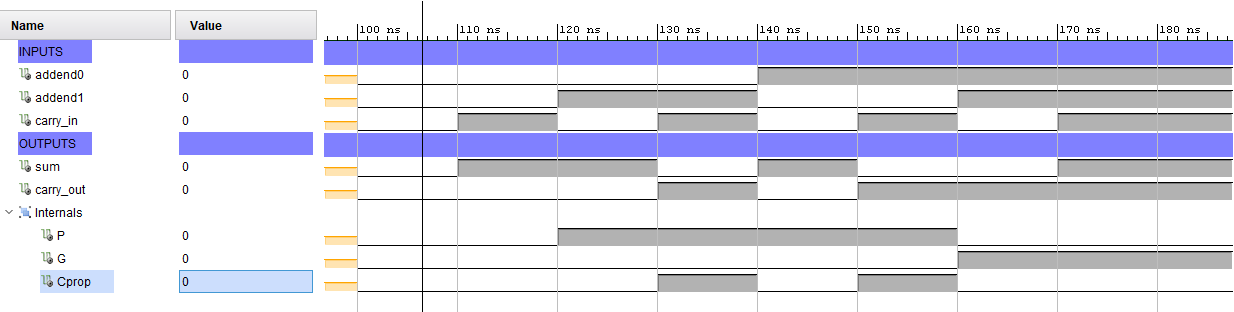 Name Value
100 ns 110 ns 120 ns 130 ns 140 ns 150 ns 160 ns 170 ns 180 ns
INPUTS
addend0 0
addend1 0
carry_in 0
OUTPUTS
sum 0
carry_out 0
Internals
P 0
G 0
Cprop 0